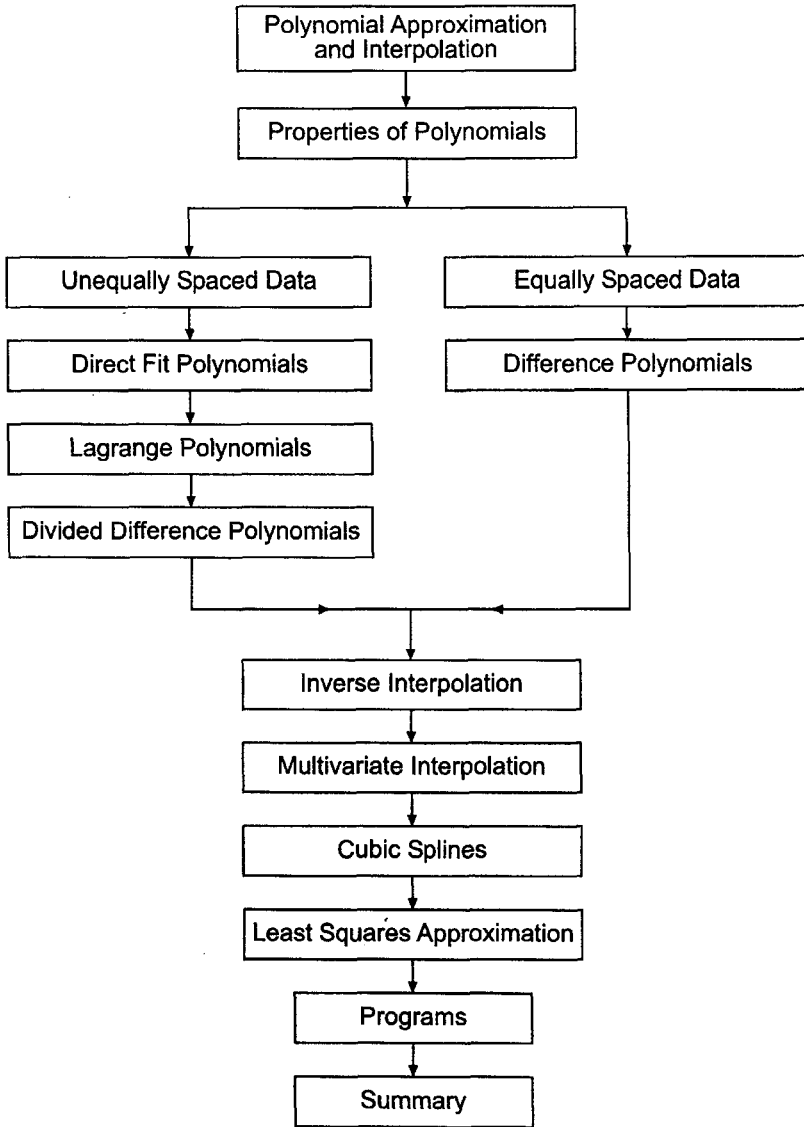 Polynomial Approximation
and Interpolation
Properties of Polynomials
Unequally Spaced Data
Equally Spaced Data
Direct Fit Polynomials
Difference Polynomials
Lagrange Polynomials
Divided Difference Polynomials
Inverse Interpolation
Multivariate Interpolation
Cubic Splines
Least Squares Approximation
Programs
Summary